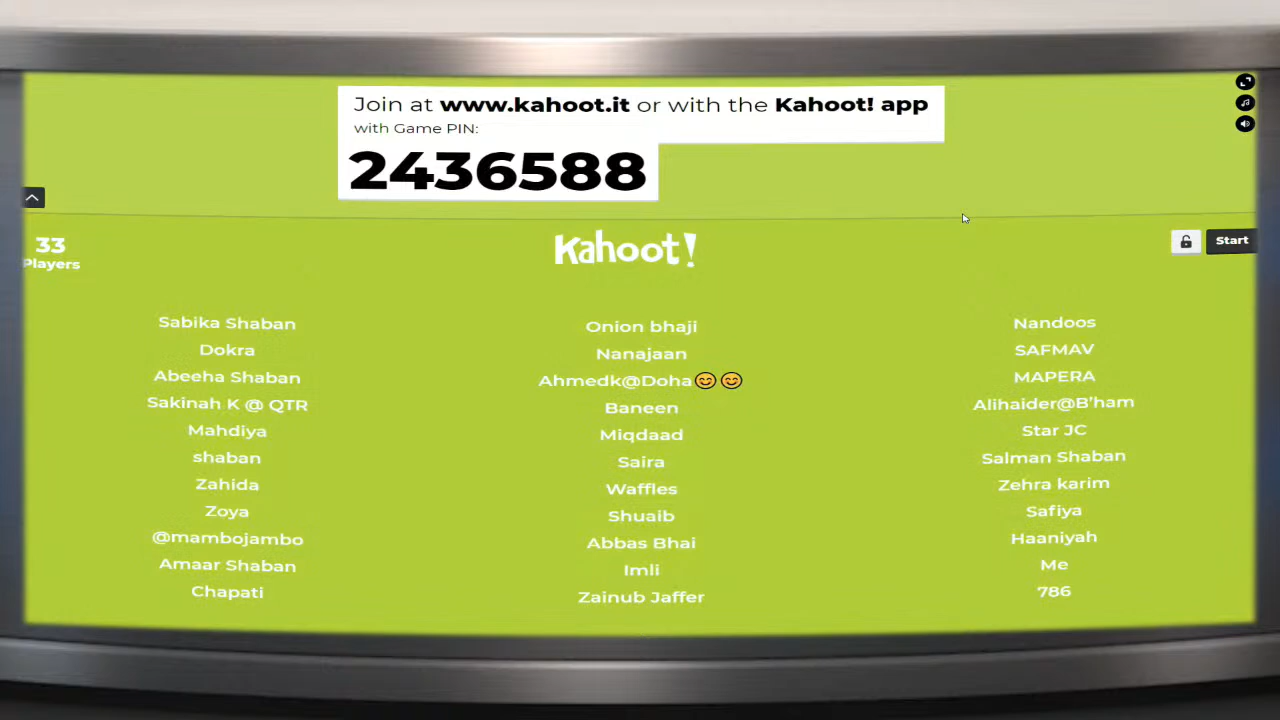 Join at www.kahoot.it or with the Kahoot! app
with Game PIN:
2436588
33
Players
Kahoot!
Start
Sabika Shaban
Dokra
Abeeha Shaban
Sakinah K @ QTR
Mahdiya
shaban
Zahida
Zoya
@mambojambo
Amaar Shaban
Chapati
Onion bhaji
Nanajaan
Ahmedk@Doha😊😊
Baneen
Miqdaad
Saira
Waffles
Shuaib
Abbas Bhai
Imli
Zainub Jaffer
Nandoos
SAFMAV
MAPERA
Alihaider@B'ham
Star JC
Salman Shaban
Zehra karim
Safiya
Haaniyah
Me
786